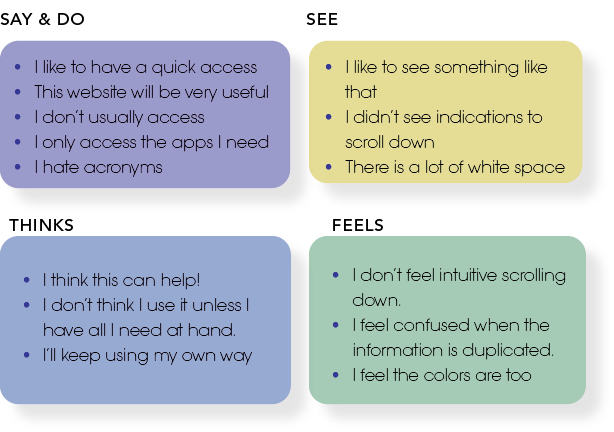 SAY & DO
• I like to have a quick access
• This website will be very useful
• I don't usually access
• I only access the apps I need
• I hate acronyms
SEE
• I like to see something like
that
• I didn't see indications to
scroll down
• There is a lot of white space
THINKS
• I think this can help!
• I don't think I use it unless I
have all I need at hand.
• I'll keep using my own way
FEELS
• I don't feel intuitive scrolling
down.
• I feel confused when the
information is duplicated.
• I feel the colors are too